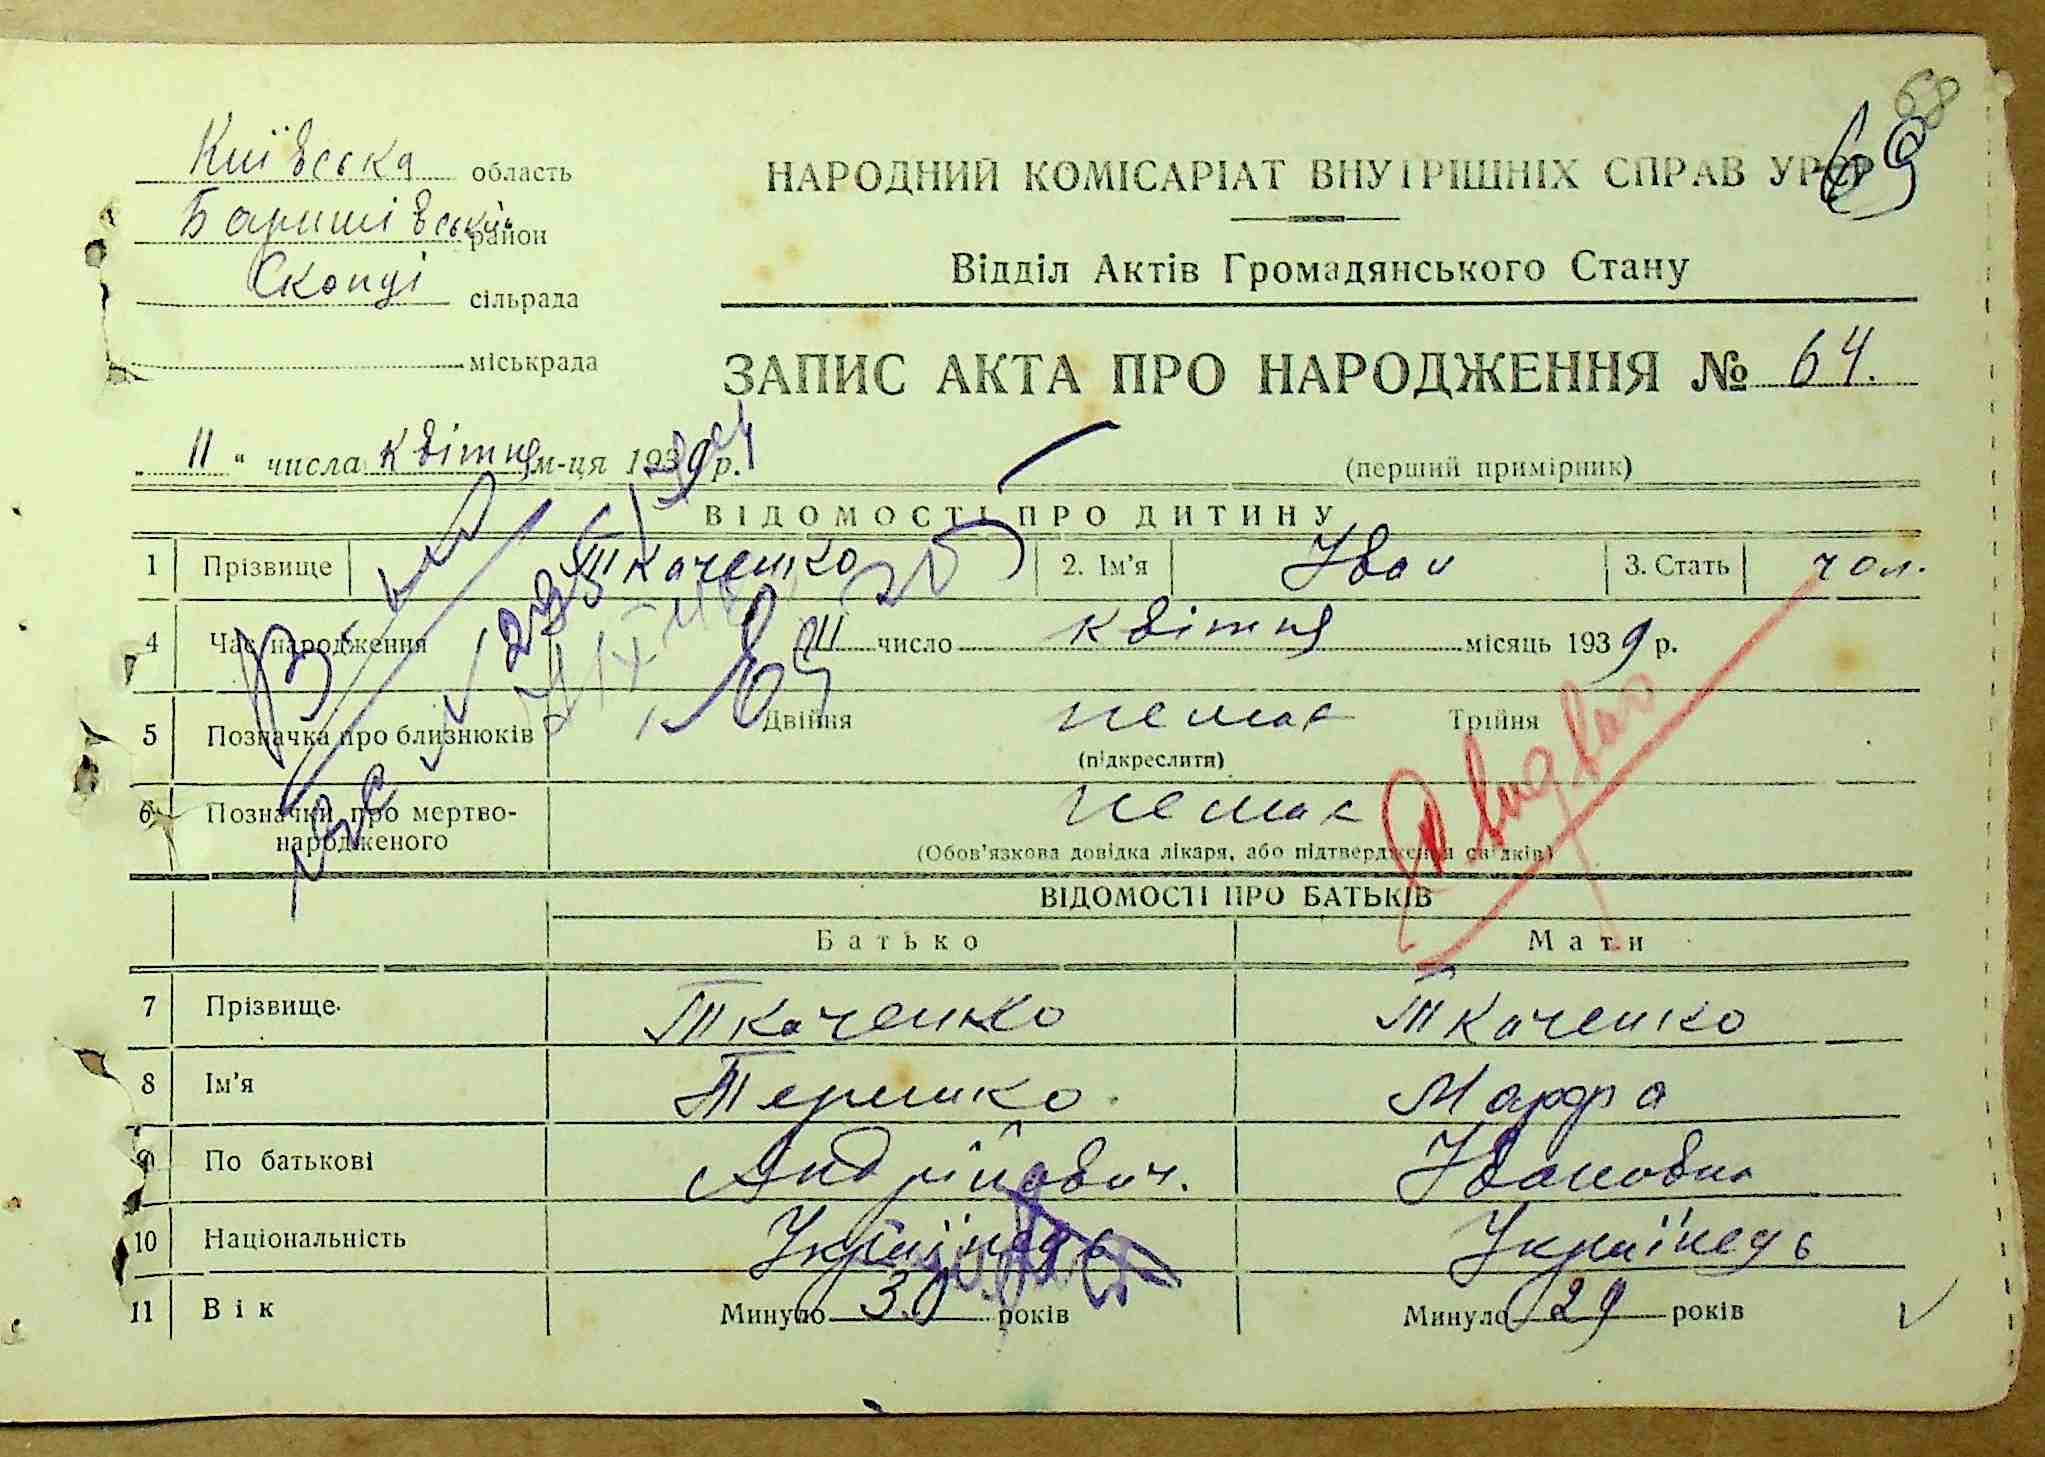 68
69
Київська область
Баришівський район
Скопці сільрада
міськрада
НАРОДНИЙ КОМІСАРІАТ ВНУТРІШНІХ СПРАВ УРСР
Відділ Актів Громадянського Стану
ЗАПИС АКТА ПРО НАРОДЖЕННЯ № 64.
„11“ числа квітня м-ця 1939 р.
(перший примірник)
ВІДОМОСТІ ПРО ДИТИНУ
1 Прізвище Ткаченко 2. Ім'я Іван 3. Стать чол.
4 Час народження 11 число квітня місяць 1939 р.
5 Позначка про близнюків Двійня немає Трійня
(підкреслити)
6 Позначки про мертво-
народженого немає
(Обов'язкова довідка лікаря, або підтвердження свідків)
ВІДОМОСТІ ПРО БАТЬКІВ
Батько Мати
7 Прізвище Ткаченко Ткаченко
8 Ім'я Терешко Марфа
9 По батькові Андрійович. Івановна
10 Національність Українець Українець
11 Вік Минуло 30 років Минуло 29 років